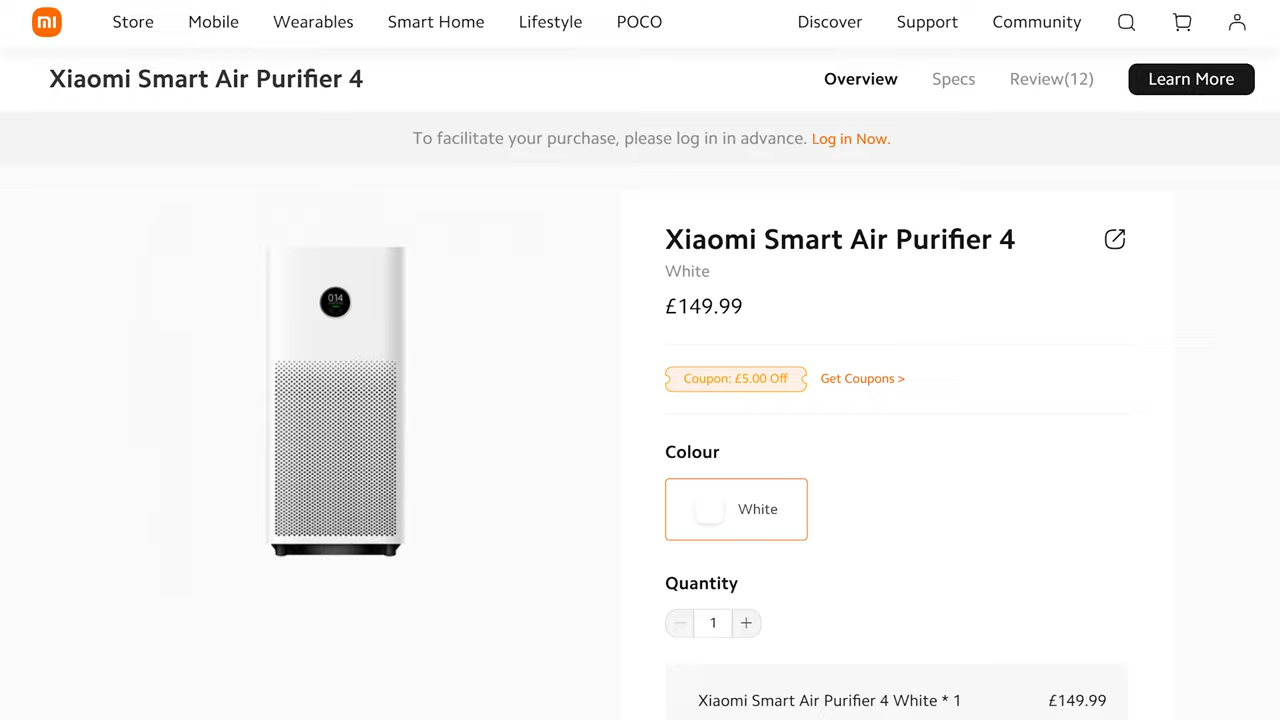 mi
Store Mobile Wearables Smart Home Lifestyle POCO Discover Support Community
Xiaomi Smart Air Purifier 4
Overview Specs Review(12) Learn More
To facilitate your purchase, please log in in advance. Log in Now.
014
Xiaomi Smart Air Purifier 4
White
£149.99
Coupon: £5.00 Off Get Coupons >
Colour
White
Quantity
− 1 +
Xiaomi Smart Air Purifier 4 White * 1 £149.99